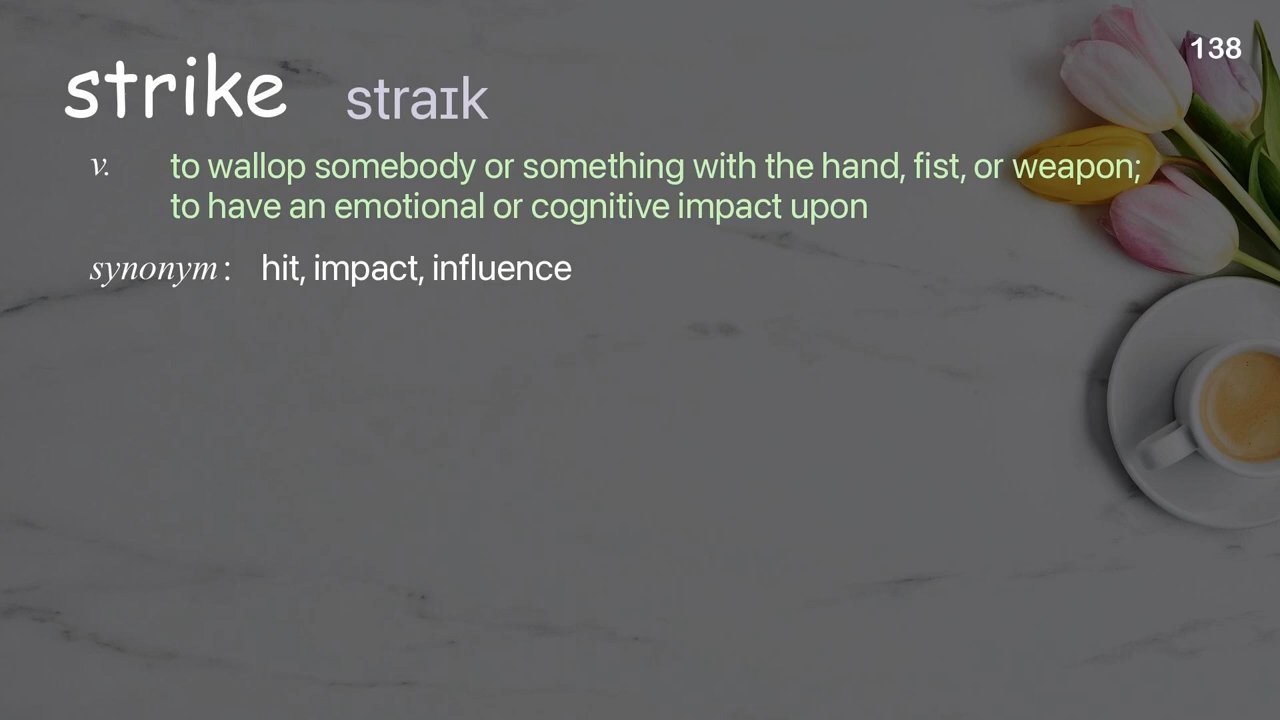 138
strike straɪk
v. to wallop somebody or something with the hand, fist, or weapon;
to have an emotional or cognitive impact upon
synonym : hit, impact, influence